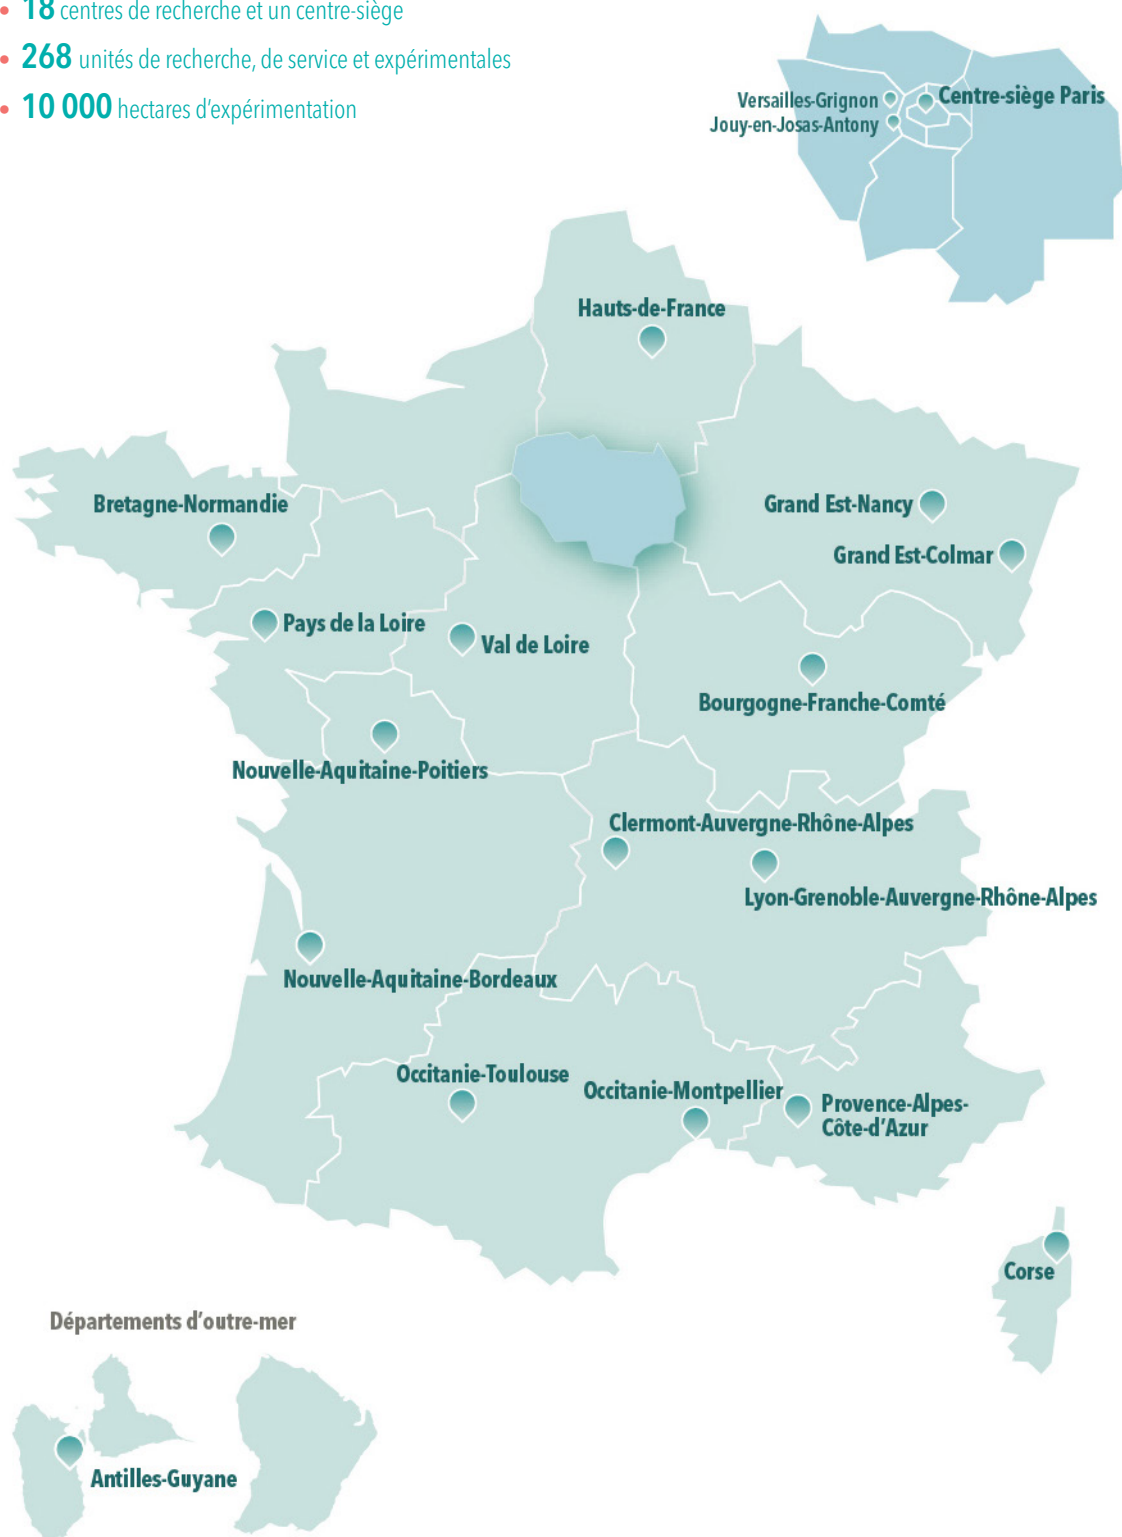 • 18 centres de recherche et un centre-siège
• 268 unités de recherche, de service et expérimentales
• 10 000 hectares d'expérimentation
Versailles-Grignon
Centre-siège Paris
Jouy-en-Josas-Antony
Hauts-de-France
Bretagne-Normandie
Grand Est-Nancy
Grand Est-Colmar
Pays de la Loire
Val de Loire
Bourgogne-Franche-Comté
Nouvelle-Aquitaine-Poitiers
Clermont-Auvergne-Rhône-Alpes
Lyon-Grenoble-Auvergne-Rhône-Alpes
Nouvelle-Aquitaine-Bordeaux
Occitanie-Toulouse
Occitanie-Montpellier
Provence-Alpes-
Côte-d'Azur
Corse
Départements d'outre-mer
Antilles-Guyane